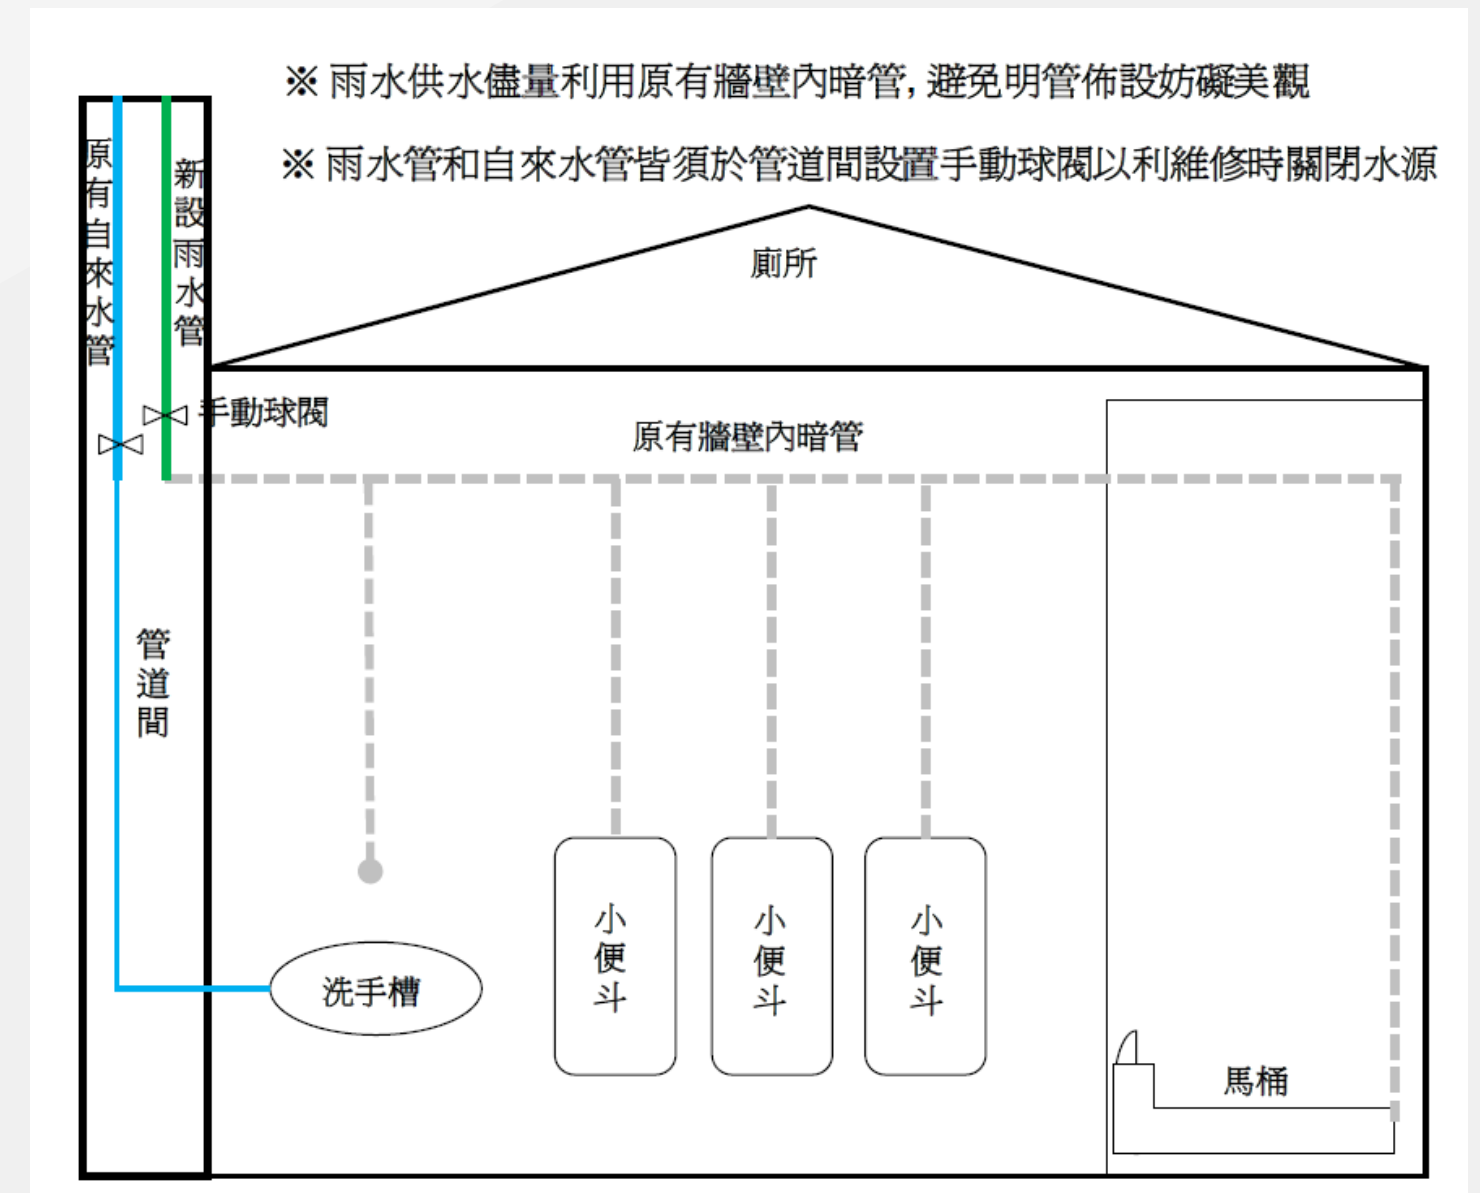 ※ 雨水供水儘量利用原有牆壁內暗管, 避免明管佈設妨礙美觀
※ 雨水管和自來水管皆須於管道間設置手動球閥以利維修時關閉水源
原有自來水管
新設雨水管
廁所
手動球閥
原有牆壁內暗管
管道間
洗手槽
小便斗
小便斗
小便斗
馬桶